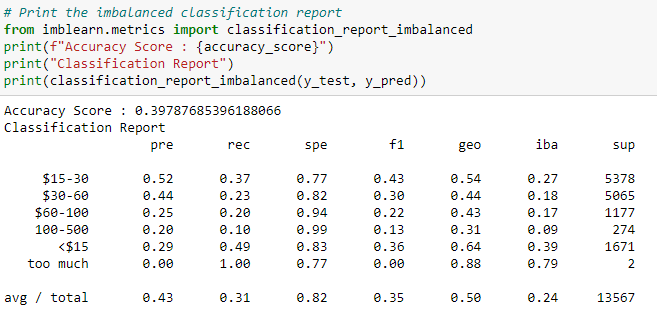 # Print the imbalanced classification report
from imblearn.metrics import classification_report_imbalanced
print(f"Accuracy Score : {accuracy_score}")
print("Classification Report")
print(classification_report_imbalanced(y_test, y_pred))
Accuracy Score : 0.39787685396188066
Classification Report
pre rec spe f1 geo iba sup
$15-30 0.52 0.37 0.77 0.43 0.54 0.27 5378
$30-60 0.44 0.23 0.82 0.30 0.44 0.18 5065
$60-100 0.25 0.20 0.94 0.22 0.43 0.17 1177
100-500 0.20 0.10 0.99 0.13 0.31 0.09 274
<$15 0.29 0.49 0.83 0.36 0.64 0.39 1671
too much 0.00 1.00 0.77 0.00 0.88 0.79 2
avg / total 0.43 0.31 0.82 0.35 0.50 0.24 13567